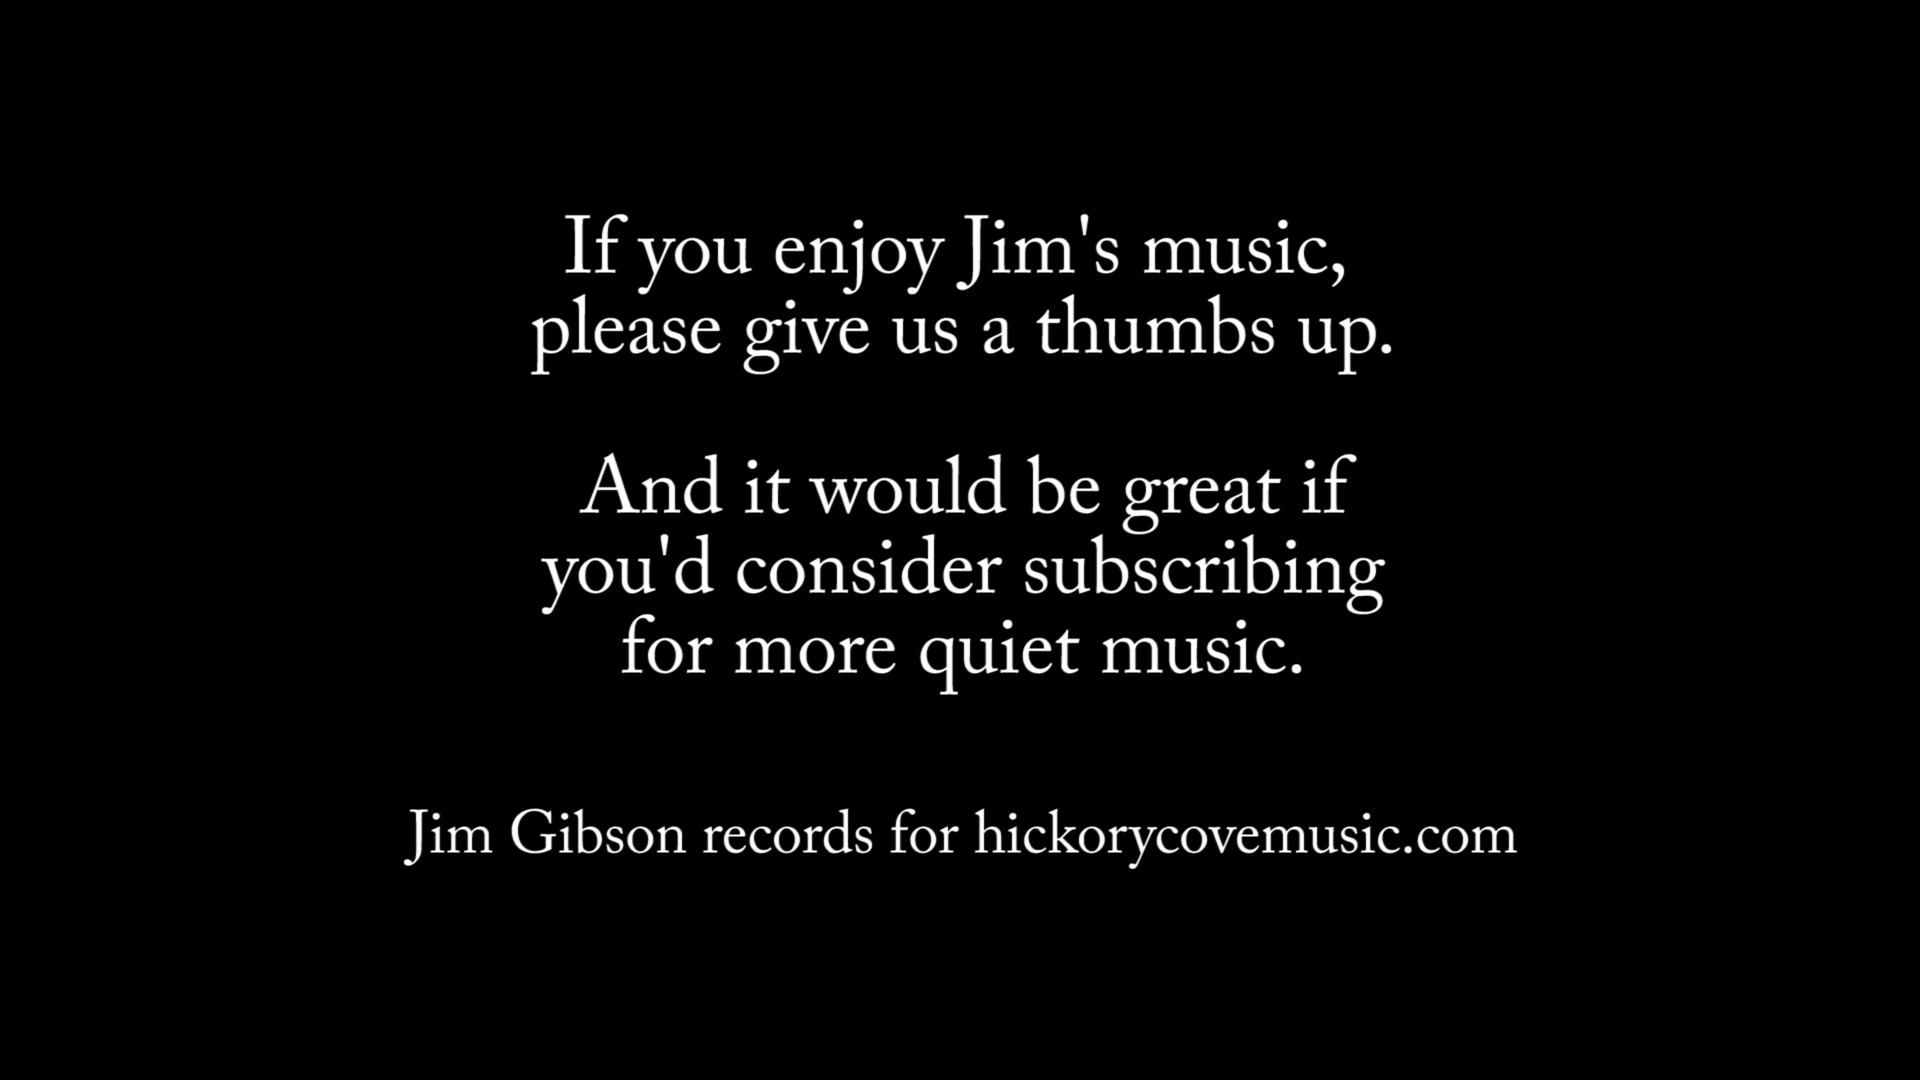 If you enjoy Jim's music,
please give us a thumbs up.
And it would be great if
you'd consider subscribing
for more quiet music.
Jim Gibson records for hickorycovemusic.com